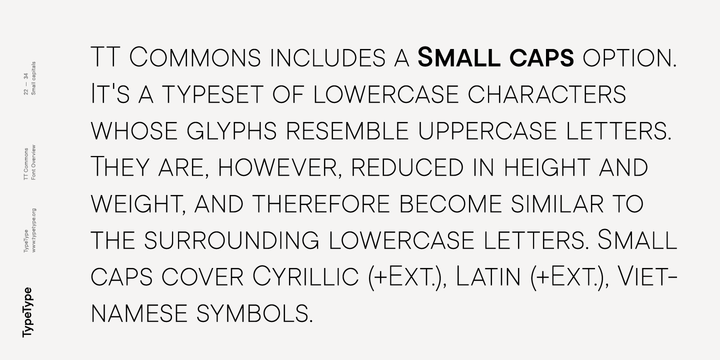 TT Commons includes a Small caps option.
It's a typeset of lowercase characters
whose glyphs resemble uppercase letters.
They are, however, reduced in height and
weight, and therefore become similar to
the surrounding lowercase letters. Small
caps cover Cyrillic (+Ext.), Latin (+Ext.), Viet-
namese symbols.
22 — 34
Small capitals
TT Commons
Font Overview
TypeType
www.typetype.org
TypeType